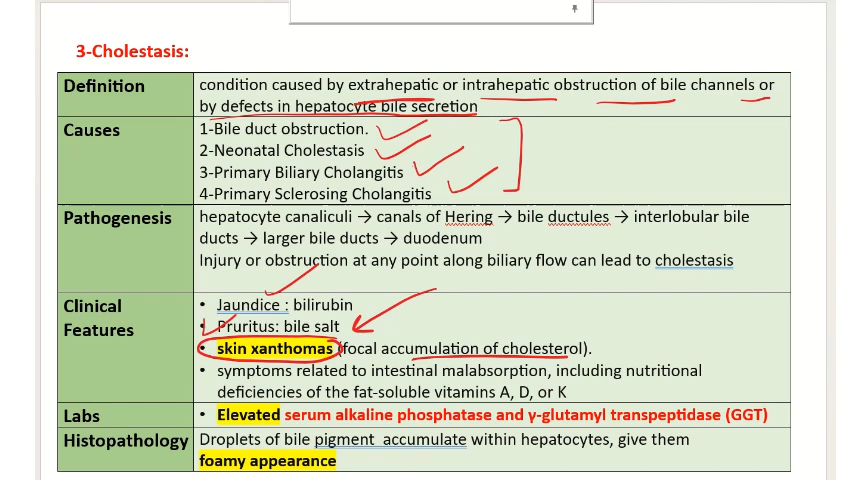 3-Cholestasis:
Definition
condition caused by extrahepatic or intrahepatic obstruction of bile channels or
by defects in hepatocyte bile secretion
Causes
1-Bile duct obstruction.
2-Neonatal Cholestasis
3-Primary Biliary Cholangitis
4-Primary Sclerosing Cholangitis
Pathogenesis
hepatocyte canaliculi → canals of Hering → bile ductules → interlobular bile
ducts → larger bile ducts → duodenum
Injury or obstruction at any point along biliary flow can lead to cholestasis
Clinical
Features
• Jaundice : bilirubin
• Pruritus: bile salt
• skin xanthomas (focal accumulation of cholesterol).
• symptoms related to intestinal malabsorption, including nutritional
deficiencies of the fat-soluble vitamins A, D, or K
Labs
• Elevated serum alkaline phosphatase and γ-glutamyl transpeptidase (GGT)
Histopathology
Droplets of bile pigment accumulate within hepatocytes, give them
foamy appearance